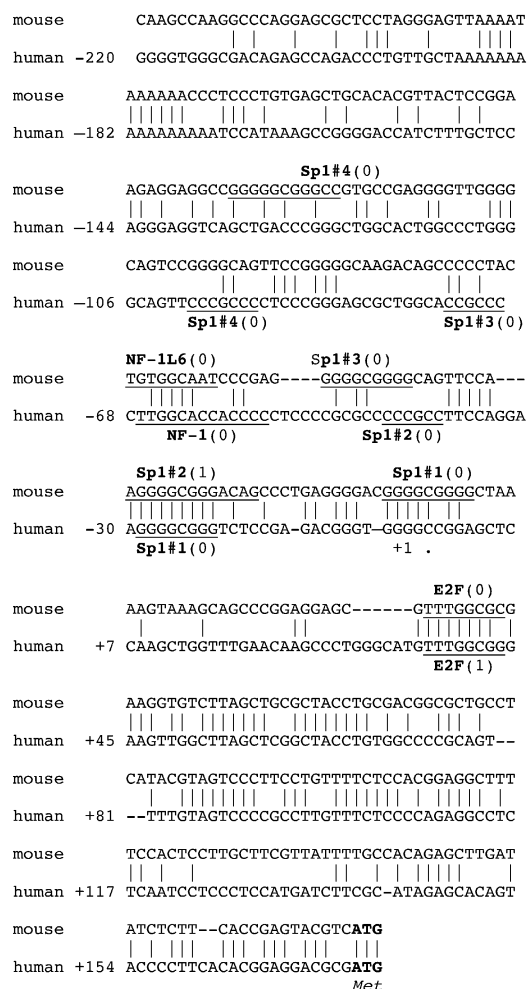 mouse CAAGCCAAGGCCCAGGAGCGCTCCTAGGGAGTTAAAAT
human -220 GGGGTGGGCGACAGAGCCAGACCCTGTTGCTAAAAAAA
mouse AAAAAACCCTCCCTGTGAGCTGCACACGTTACTCCGGA
human –182 AAAAAAAAATCCATAAAGCCGGGGACCATCTTTGCTCC
Sp1#4(0)
mouse AGAGGAGGCCGGGGGCGGGCCGTGCCGAGGGGTTGGGG
human –144 AGGGAGGTCAGCTGACCCGGGCTGGCACTGGCCCTGGG
mouse CAGTCCGGGGCAGTTCCGGGGGCAAGACAGCCCCCTAC
human –106 GCAGTTCCCGCCCCTCCCGGGAGCGCTGGCACCGCCC
Sp1#4(0) Sp1#3(0)
NF-1L6(0) Sp1#3(0)
mouse TGTGGCAATCCCGAG----GGGGCGGGGCAGTTCCA---
human -68 CTTGGCACCACCCCCTCCCCGCGCCCCCGCCTTCCAGGA
NF-1(0) Sp1#2(0)
Sp1#2(1) Sp1#1(0)
mouse AGGGGCGGGACAGCCCTGAGGGGACGGGGCGGGGCTAA
human -30 AGGGGCGGGTCTCCGA-GACGGGT–GGGGCCGGAGCTC
Sp1#1(0) +1 .
E2F(0)
mouse AAGTAAAGCAGCCCGGAGGAGC------GTTTGGCGCG
human +7 CAAGCTGGTTTGAACAAGCCCTGGGCATGTTTGGCGGG
E2F(1)
mouse AAGGTGTCTTAGCTGCGCTACCTGCGACGGCGCTGCCT
human +45 AAGTTGGCTTAGCTCGGCTACCTGTGGCCCCGCAGT--
mouse CATACGTAGTCCCTTCCTGTTTTCTCCACGGAGGCTTT
human +81 --TTTGTAGTCCCCGCCTTGTTTCTCCCCAGAGGCCTC
mouse TCCACTCCTTGCTTCGTTATTTTGCCACAGAGCTTGAT
human +117 TCAATCCTCCCTCCATGATCTTCGC-ATAGAGCACAGT
mouse ATCTCTT--CACCGAGTACGTCATG
human +154 ACCCCTTCACACGGAGGACGCGATG
Met